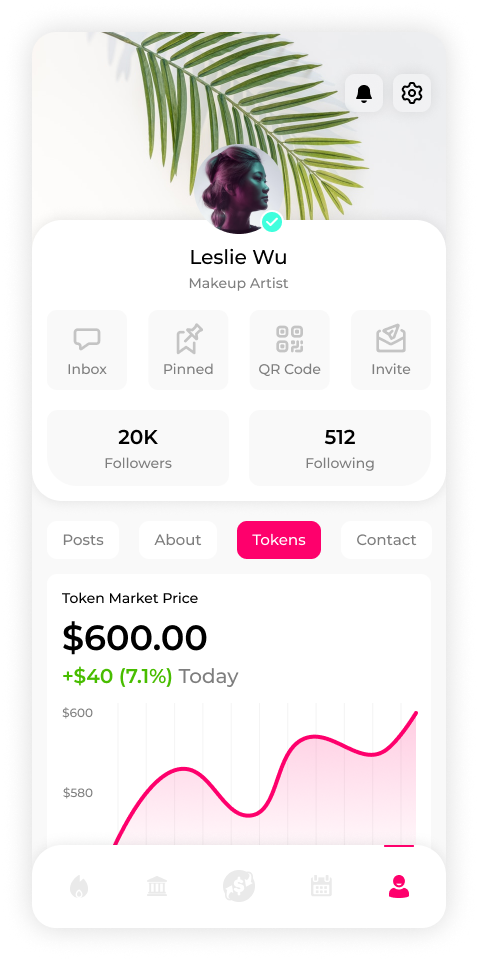 Leslie Wu
Makeup Artist
Inbox
Pinned
QR Code
Invite
20K
Followers
512
Following
Posts
About
Tokens
Contact
Token Market Price
$600.00
+$40 (7.1%) Today
$600
$580